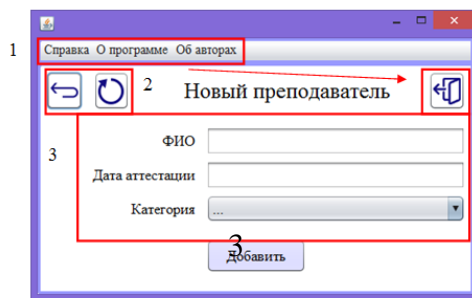 1
Справка О программе Об авторах
2
Новый преподаватель
3
ФИО
Дата аттестации
Категория
...
3
Добавить